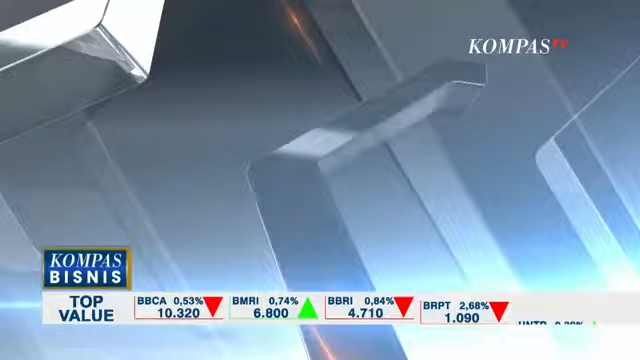 KOMPAS TV
KOMPAS
BISNIS
TOP
VALUE
BBCA 0,53%
10.320
BMRI 0,74%
6.800
BBRI 0,84%
4.710
BRPT 2,68%
1.090